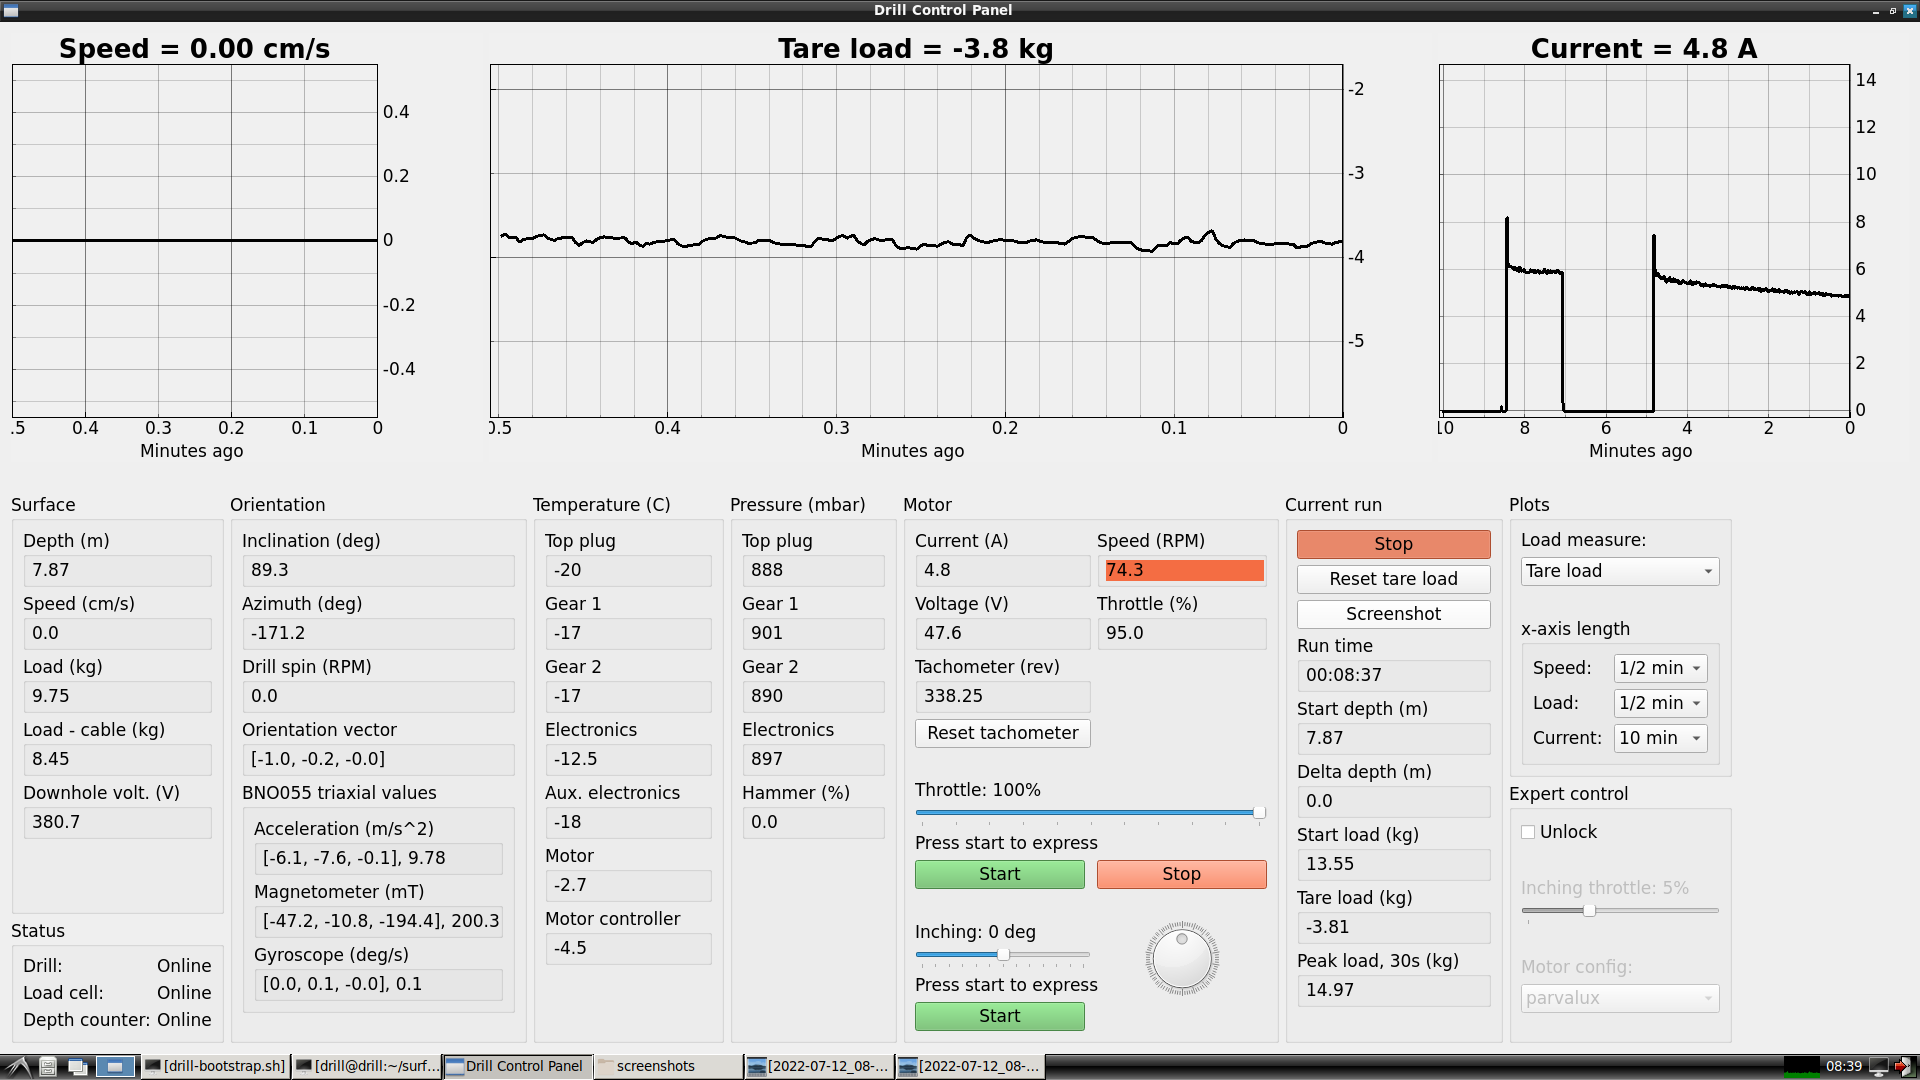 Drill Control Panel
Speed = 0.00 cm/s
0.4
0.2
0
-0.2
-0.4
.5 0.4 0.3 0.2 0.1 0
Minutes ago
Tare load = -3.8 kg
-2
-3
-4
-5
0.5 0.4 0.3 0.2 0.1 0
Minutes ago
Current = 4.8 A
14
12
10
8
6
4
2
0
10 8 6 4 2 0
Minutes ago
Surface
Depth (m)
7.87
Speed (cm/s)
0.0
Load (kg)
9.75
Load - cable (kg)
8.45
Downhole volt. (V)
380.7
Status
Drill: Online
Load cell: Online
Depth counter: Online
Orientation
Inclination (deg)
89.3
Azimuth (deg)
-171.2
Drill spin (RPM)
0.0
Orientation vector
[-1.0, -0.2, -0.0]
BNO055 triaxial values
Acceleration (m/s^2)
[-6.1, -7.6, -0.1], 9.78
Magnetometer (mT)
[-47.2, -10.8, -194.4], 200.3
Gyroscope (deg/s)
[0.0, 0.1, -0.0], 0.1
Temperature (C)
Top plug
-20
Gear 1
-17
Gear 2
-17
Electronics
-12.5
Aux. electronics
-18
Motor
-2.7
Motor controller
-4.5
Pressure (mbar)
Top plug
888
Gear 1
901
Gear 2
890
Electronics
897
Hammer (%)
0.0
Motor
Current (A) Speed (RPM)
4.8 74.3
Voltage (V) Throttle (%)
47.6 95.0
Tachometer (rev)
338.25
Reset tachometer
Throttle: 100%
Press start to express
Start Stop
Inching: 0 deg
Press start to express
Start
Current run
Stop
Reset tare load
Screenshot
Run time
00:08:37
Start depth (m)
7.87
Delta depth (m)
0.0
Start load (kg)
13.55
Tare load (kg)
-3.81
Peak load, 30s (kg)
14.97
Plots
Load measure:
Tare load
x-axis length
Speed: 1/2 min
Load: 1/2 min
Current: 10 min
Expert control
Unlock
Inching throttle: 5%
Motor config:
parvalux
[drill-bootstrap.sh] [drill@drill:~/surf... Drill Control Panel screenshots [2022-07-12_08-... [2022-07-12_08-... 08:39